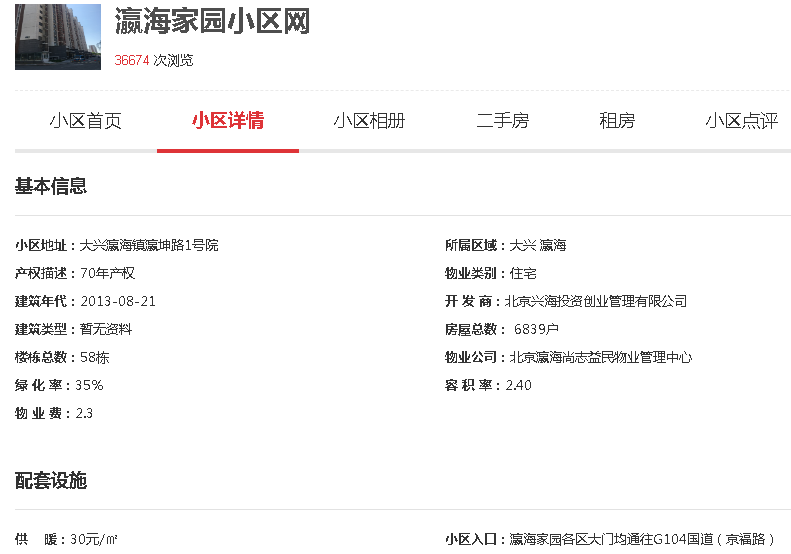 瀛海家园小区网
36674 次浏览
小区首页 小区详情 小区相册 二手房 租房 小区点评
基本信息
小区地址：大兴瀛海镇瀛坤路1号院 所属区域：大兴 瀛海
产权描述：70年产权 物业类别：住宅
建筑年代：2013-08-21 开 发 商：北京兴海投资创业管理有限公司
建筑类型：暂无资料 房屋总数： 6839户
楼栋总数：58栋 物业公司：北京瀛海尚志益民物业管理中心
绿 化 率：35% 容 积 率：2.40
物 业 费：2.3
配套设施
供 暖：30元/㎡ 小区入口：瀛海家园各区大门均通往G104国道（京福路）